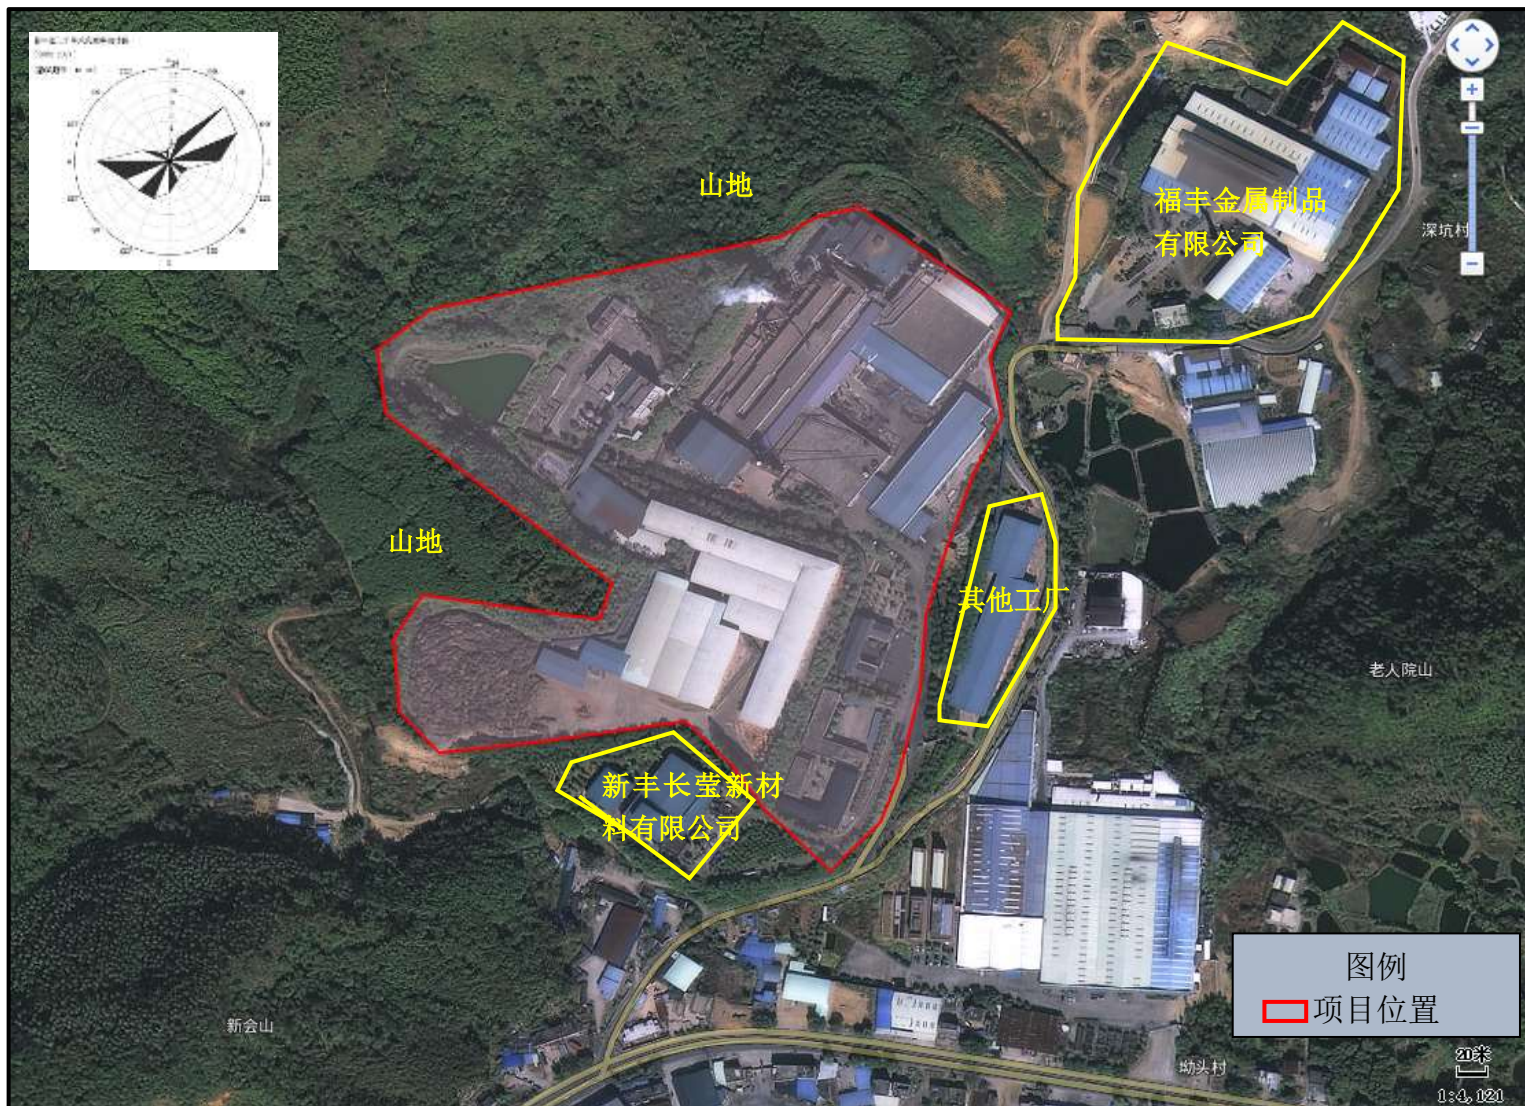 山地
福丰金属制品
有限公司
深坑村
山地
其他工厂
老人院山
新丰长莹新材
料有限公司
图例
项目位置
新会山
坳头村
20米
1:4,121